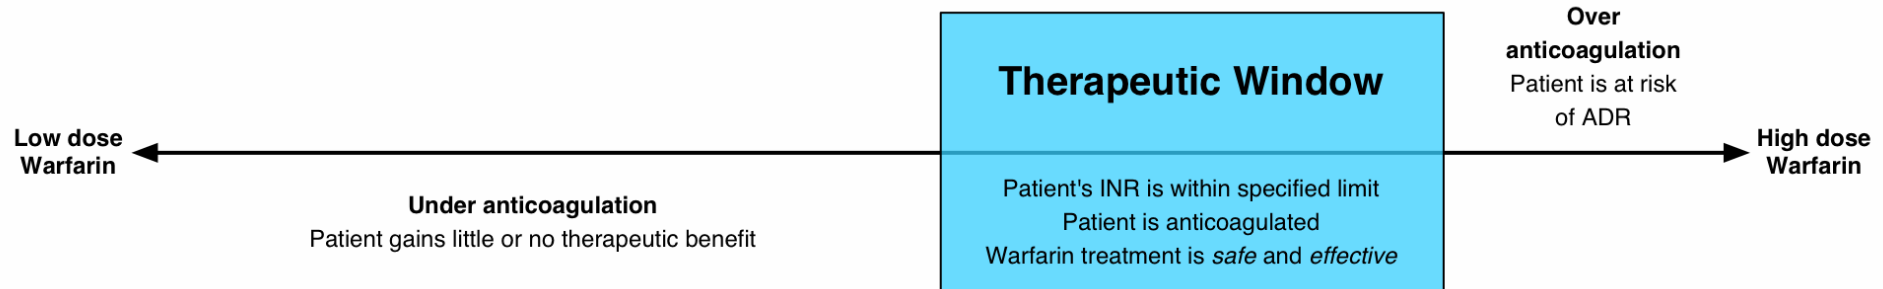 Low dose
Warfarin
Under anticoagulation
Patient gains little or no therapeutic benefit
Therapeutic Window
Patient's INR is within specified limit
Patient is anticoagulated
Warfarin treatment is safe and effective
Over
anticoagulation
Patient is at risk
of ADR
High dose
Warfarin